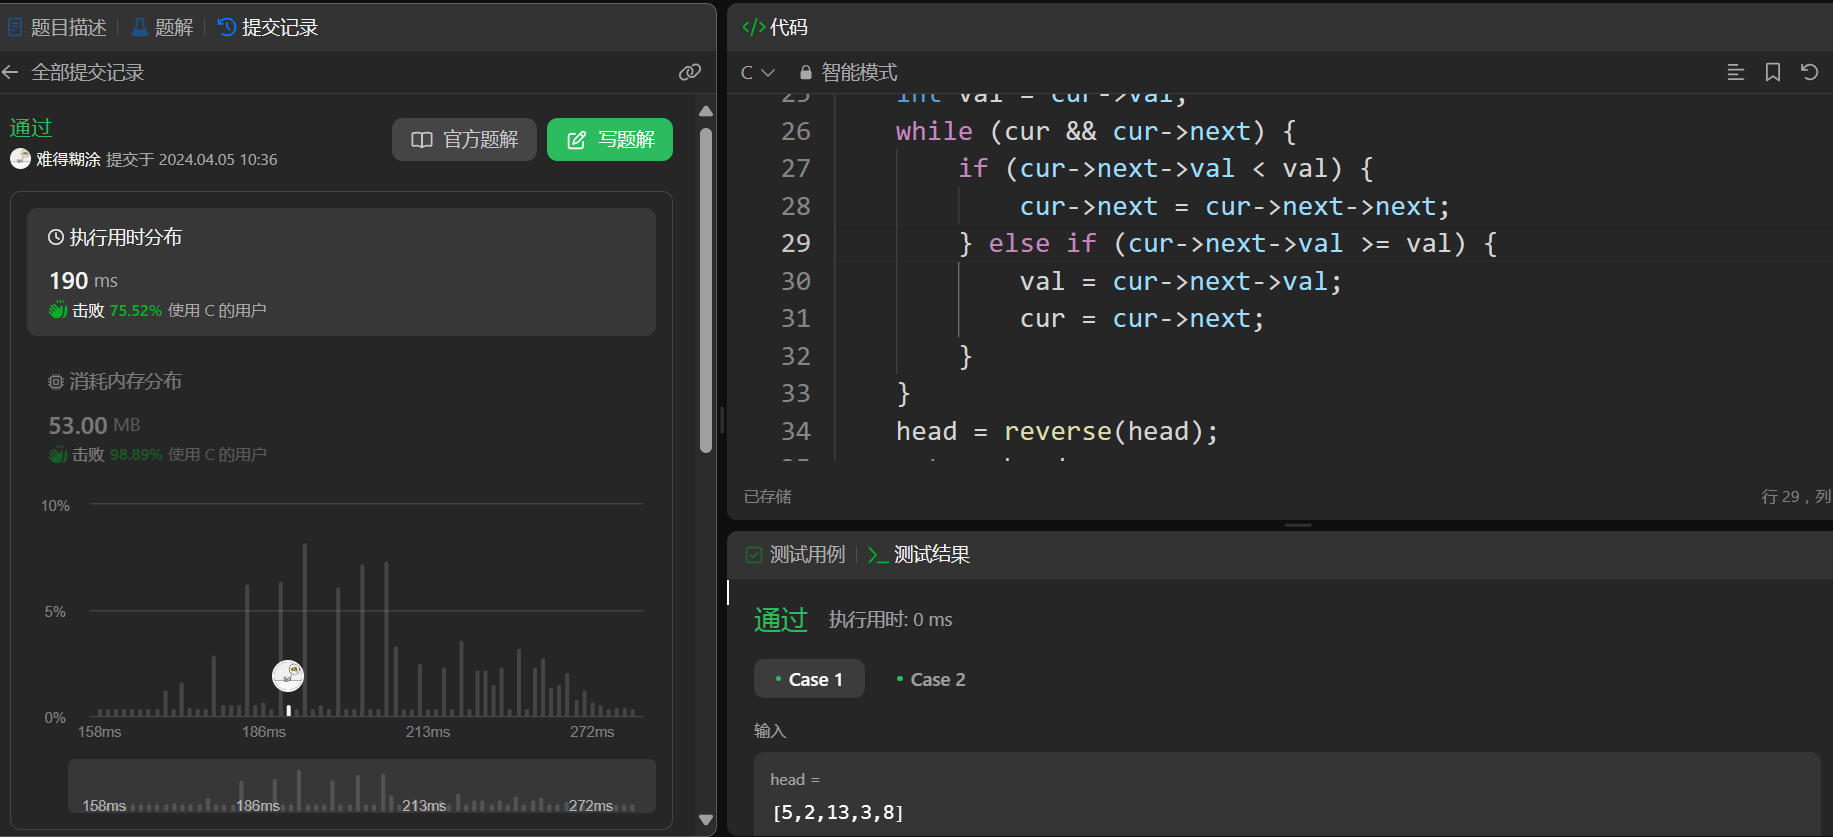 题目描述 题解 提交记录
全部提交记录
通过
难得糊涂 提交于 2024.04.05 10:36
官方题解
写题解
执行用时分布
190 ms
击败 75.52% 使用 C 的用户
消耗内存分布
53.00 MB
击败 98.89% 使用 C 的用户
10%
5%
0%
158ms 186ms 213ms 272ms
158ms 186ms 213ms 272ms
</> 代码
C 智能模式
25 int val = cur->val;
26 while (cur && cur->next) {
27 if (cur->next->val < val) {
28 cur->next = cur->next->next;
29 } else if (cur->next->val >= val) {
30 val = cur->next->val;
31 cur = cur->next;
32 }
33 }
34 head = reverse(head);
已存储
行 29，列
测试用例 >_ 测试结果
通过 执行用时: 0 ms
Case 1 Case 2
输入
head =
[5,2,13,3,8]